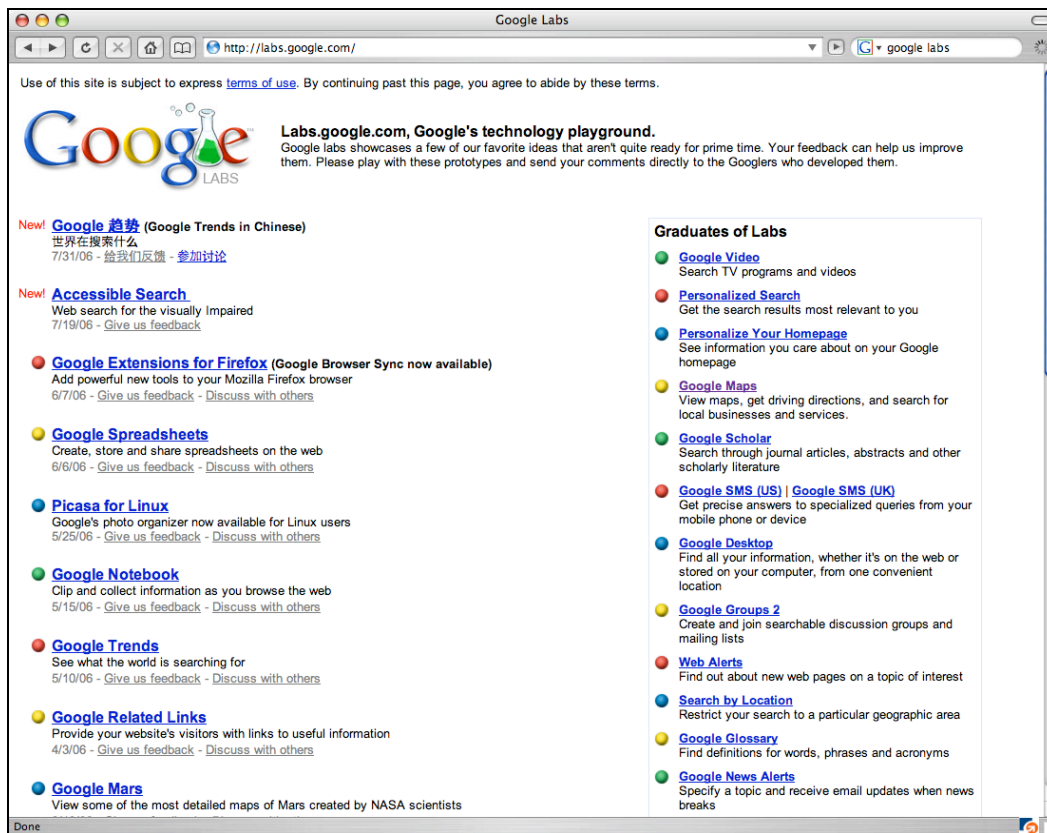 Google Labs
http://labs.google.com/
G google labs
Use of this site is subject to express terms of use. By continuing past this page, you agree to abide by these terms.
Google
LABS
TM
Labs.google.com, Google's technology playground.
Google labs showcases a few of our favorite ideas that aren't quite ready for prime time. Your feedback can help us improve
them. Please play with these prototypes and send your comments directly to the Googlers who developed them.
New! Google 趋势 (Google Trends in Chinese)
世界在搜索什么
7/31/06 - 给我们反馈 - 参加讨论
New! Accessible Search
Web search for the visually Impaired
7/19/06 - Give us feedback
Google Extensions for Firefox (Google Browser Sync now available)
Add powerful new tools to your Mozilla Firefox browser
6/7/06 - Give us feedback - Discuss with others
Google Spreadsheets
Create, store and share spreadsheets on the web
6/6/06 - Give us feedback - Discuss with others
Picasa for Linux
Google's photo organizer now available for Linux users
5/25/06 - Give us feedback - Discuss with others
Google Notebook
Clip and collect information as you browse the web
5/15/06 - Give us feedback - Discuss with others
Google Trends
See what the world is searching for
5/10/06 - Give us feedback - Discuss with others
Google Related Links
Provide your website's visitors with links to useful information
4/3/06 - Give us feedback - Discuss with others
Google Mars
View some of the most detailed maps of Mars created by NASA scientists
Graduates of Labs
Google Video
Search TV programs and videos
Personalized Search
Get the search results most relevant to you
Personalize Your Homepage
See information you care about on your Google
homepage
Google Maps
View maps, get driving directions, and search for
local businesses and services.
Google Scholar
Search through journal articles, abstracts and other
scholarly literature
Google SMS (US) | Google SMS (UK)
Get precise answers to specialized queries from your
mobile phone or device
Google Desktop
Find all your information, whether it's on the web or
stored on your computer, from one convenient
location
Google Groups 2
Create and join searchable discussion groups and
mailing lists
Web Alerts
Find out about new web pages on a topic of interest
Search by Location
Restrict your search to a particular geographic area
Google Glossary
Find definitions for words, phrases and acronyms
Google News Alerts
Specify a topic and receive email updates when news
breaks
Done